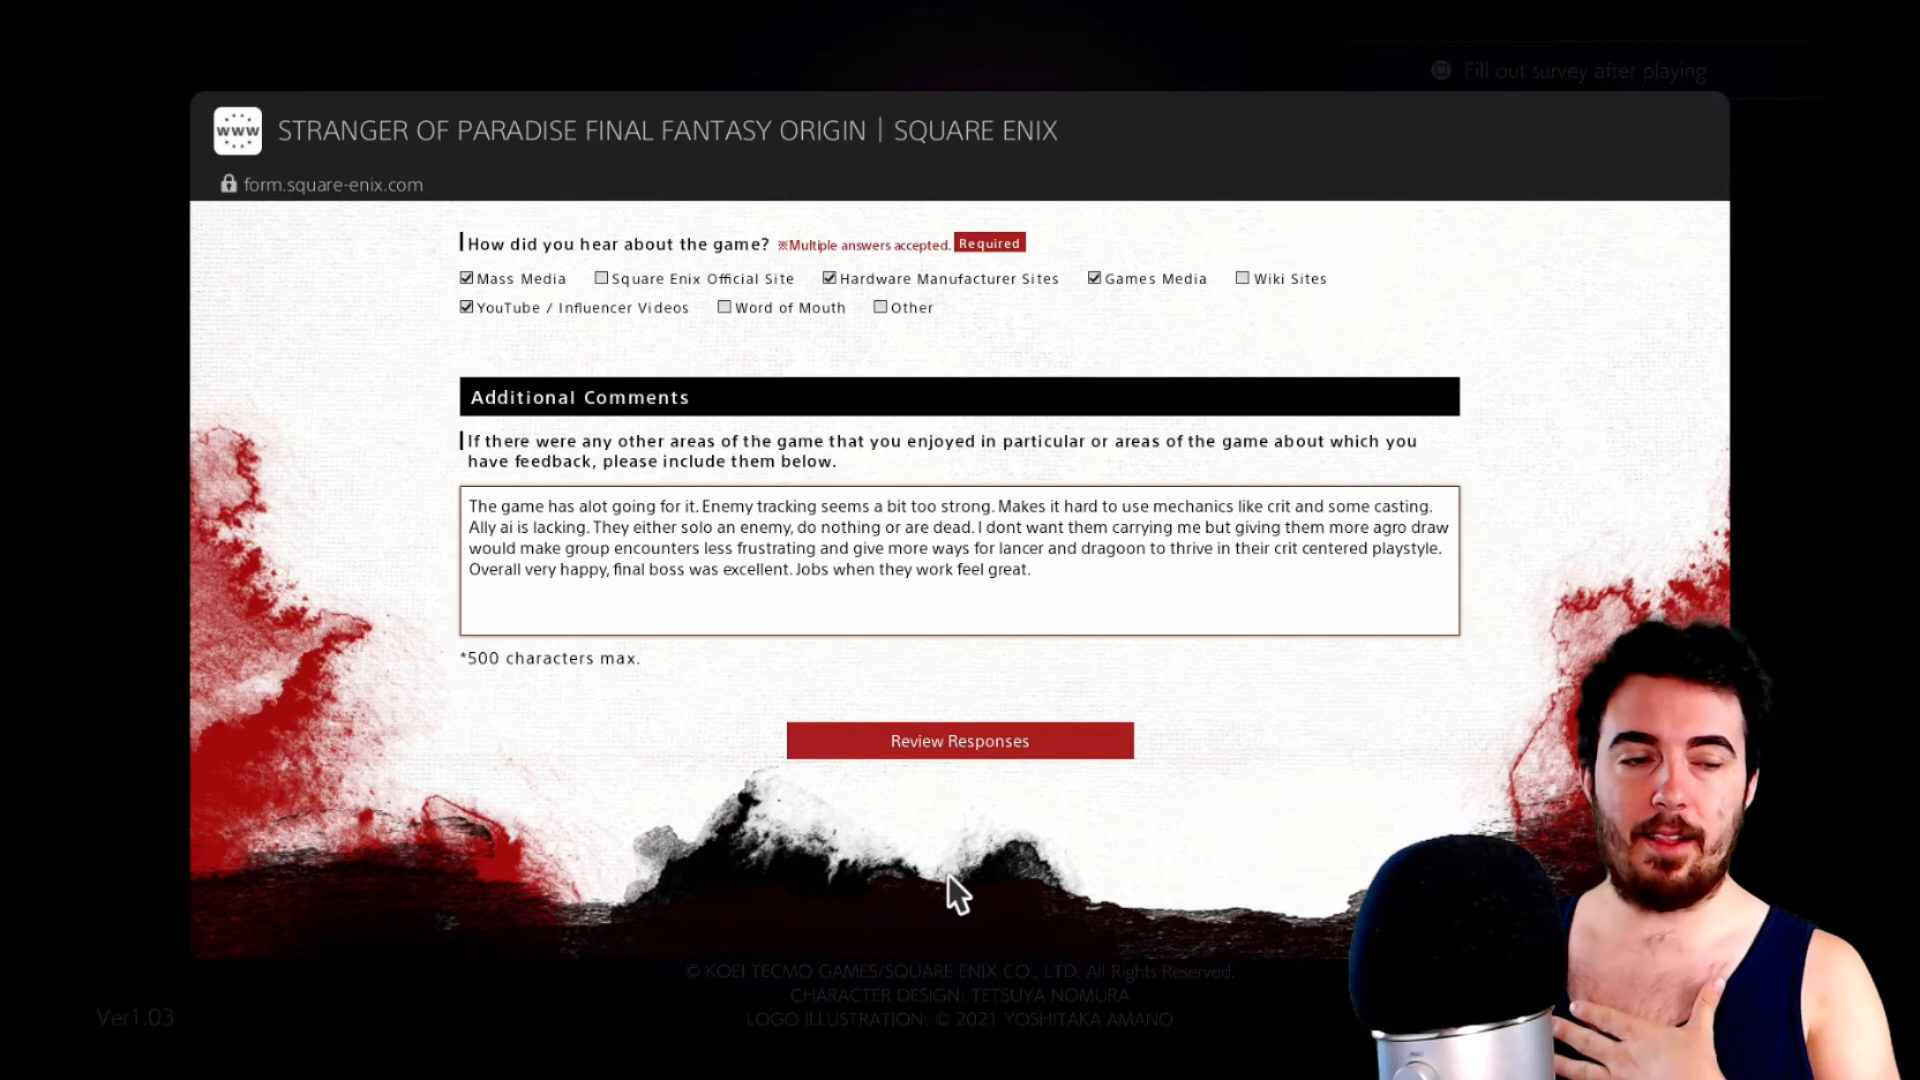 Fill out survey after playing
www
STRANGER OF PARADISE FINAL FANTASY ORIGIN | SQUARE ENIX
form.square-enix.com
How did you hear about the game? ※Multiple answers accepted. Required
Mass Media Square Enix Official Site Hardware Manufacturer Sites Games Media Wiki Sites
YouTube / Influencer Videos Word of Mouth Other
Additional Comments
If there were any other areas of the game that you enjoyed in particular or areas of the game about which you
have feedback, please include them below.
The game has alot going for it. Enemy tracking seems a bit too strong. Makes it hard to use mechanics like crit and some casting.
Ally ai is lacking. They either solo an enemy, do nothing or are dead. I dont want them carrying me but giving them more agro draw
would make group encounters less frustrating and give more ways for lancer and dragoon to thrive in their crit centered playstyle.
Overall very happy, final boss was excellent. Jobs when they work feel great.
*500 characters max.
Review Responses
© KOEI TECMO GAMES/SQUARE ENIX CO., LTD. All Rights Reserved.
CHARACTER DESIGN: TETSUYA NOMURA
LOGO ILLUSTRATION: © 2021 YOSHITAKA AMANO
Ver1.03